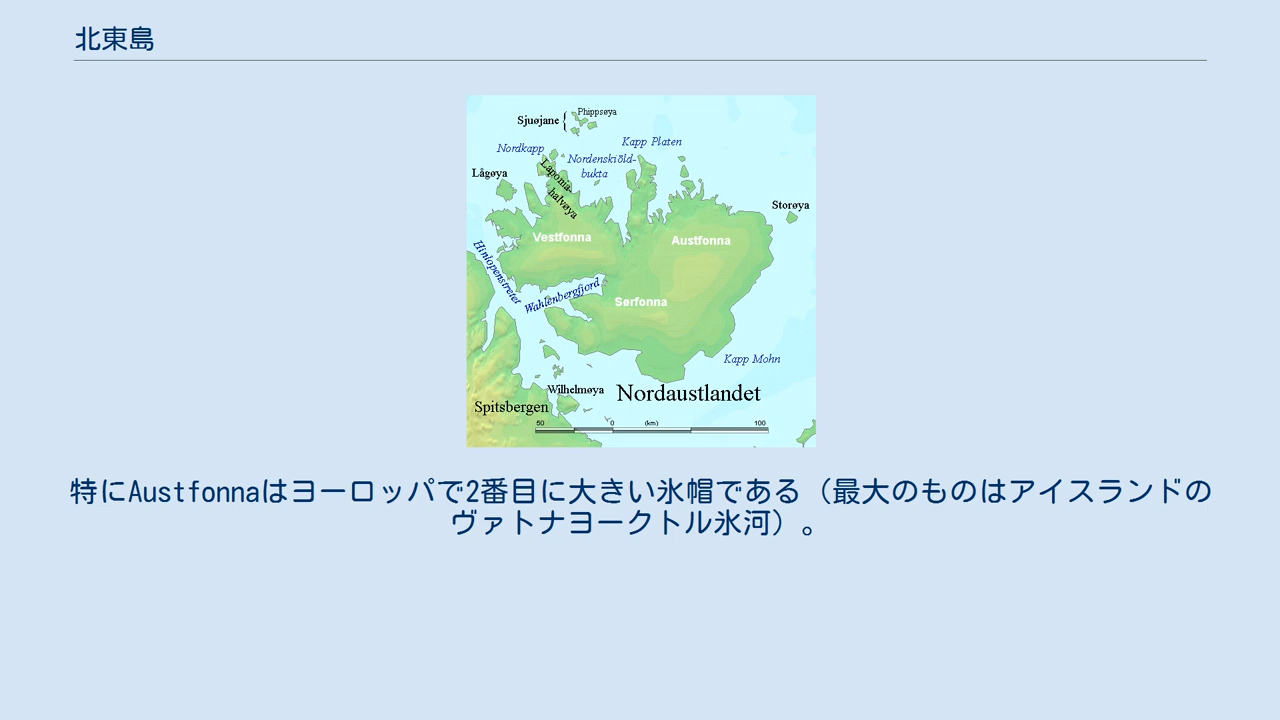 北東島
Sjuøjane
Phippsøya
Nordkapp
Kapp Platen
Nordenskiöld-
bukta
Lågøya
Laponia-
halvøya
Storøya
Vestfonna
Austfonna
Hinlopenstretet
Wahlenbergfjord
Sørfonna
Kapp Mohn
Wilhelmøya
Nordaustlandet
Spitsbergen
50 0 (km) 100
特にAustfonnaはヨーロッパで2番目に大きい氷帽である（最大のものはアイスランドの
ヴァトナヨークトル氷河）。